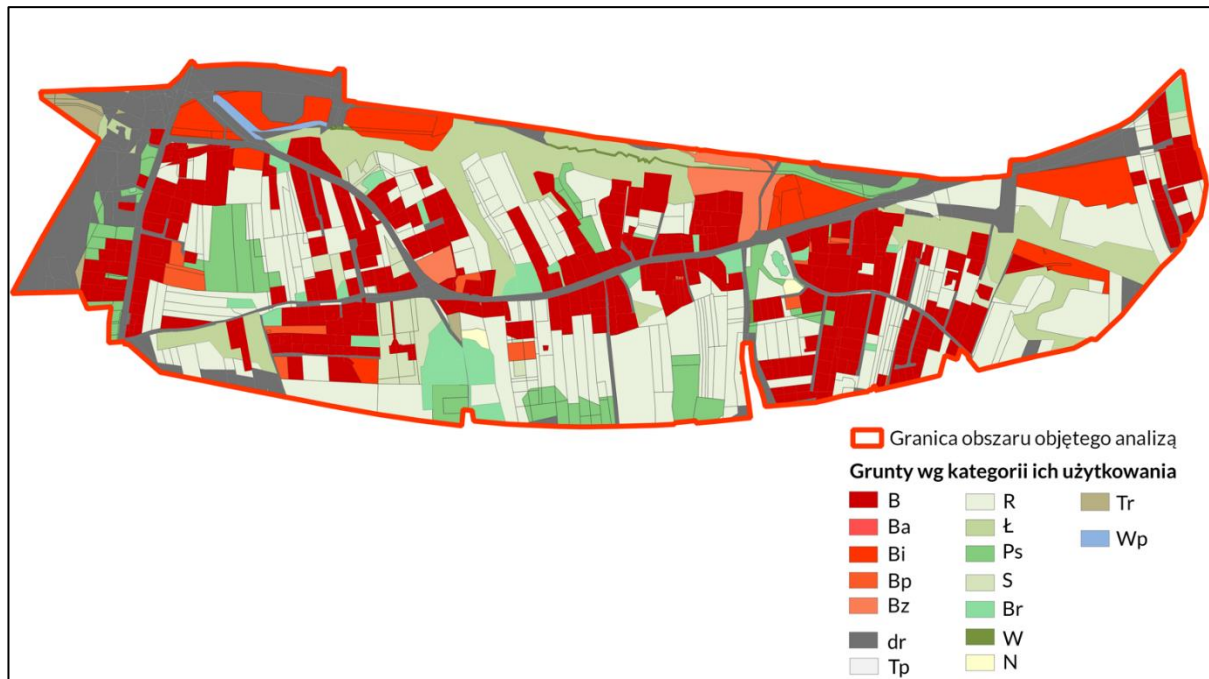 Granica obszaru objętego analizą
Grunty wg kategorii ich użytkowania
B
Ba
Bi
Bp
Bz
dr
Tp
R
Ł
Ps
S
Br
W
N
Tr
Wp